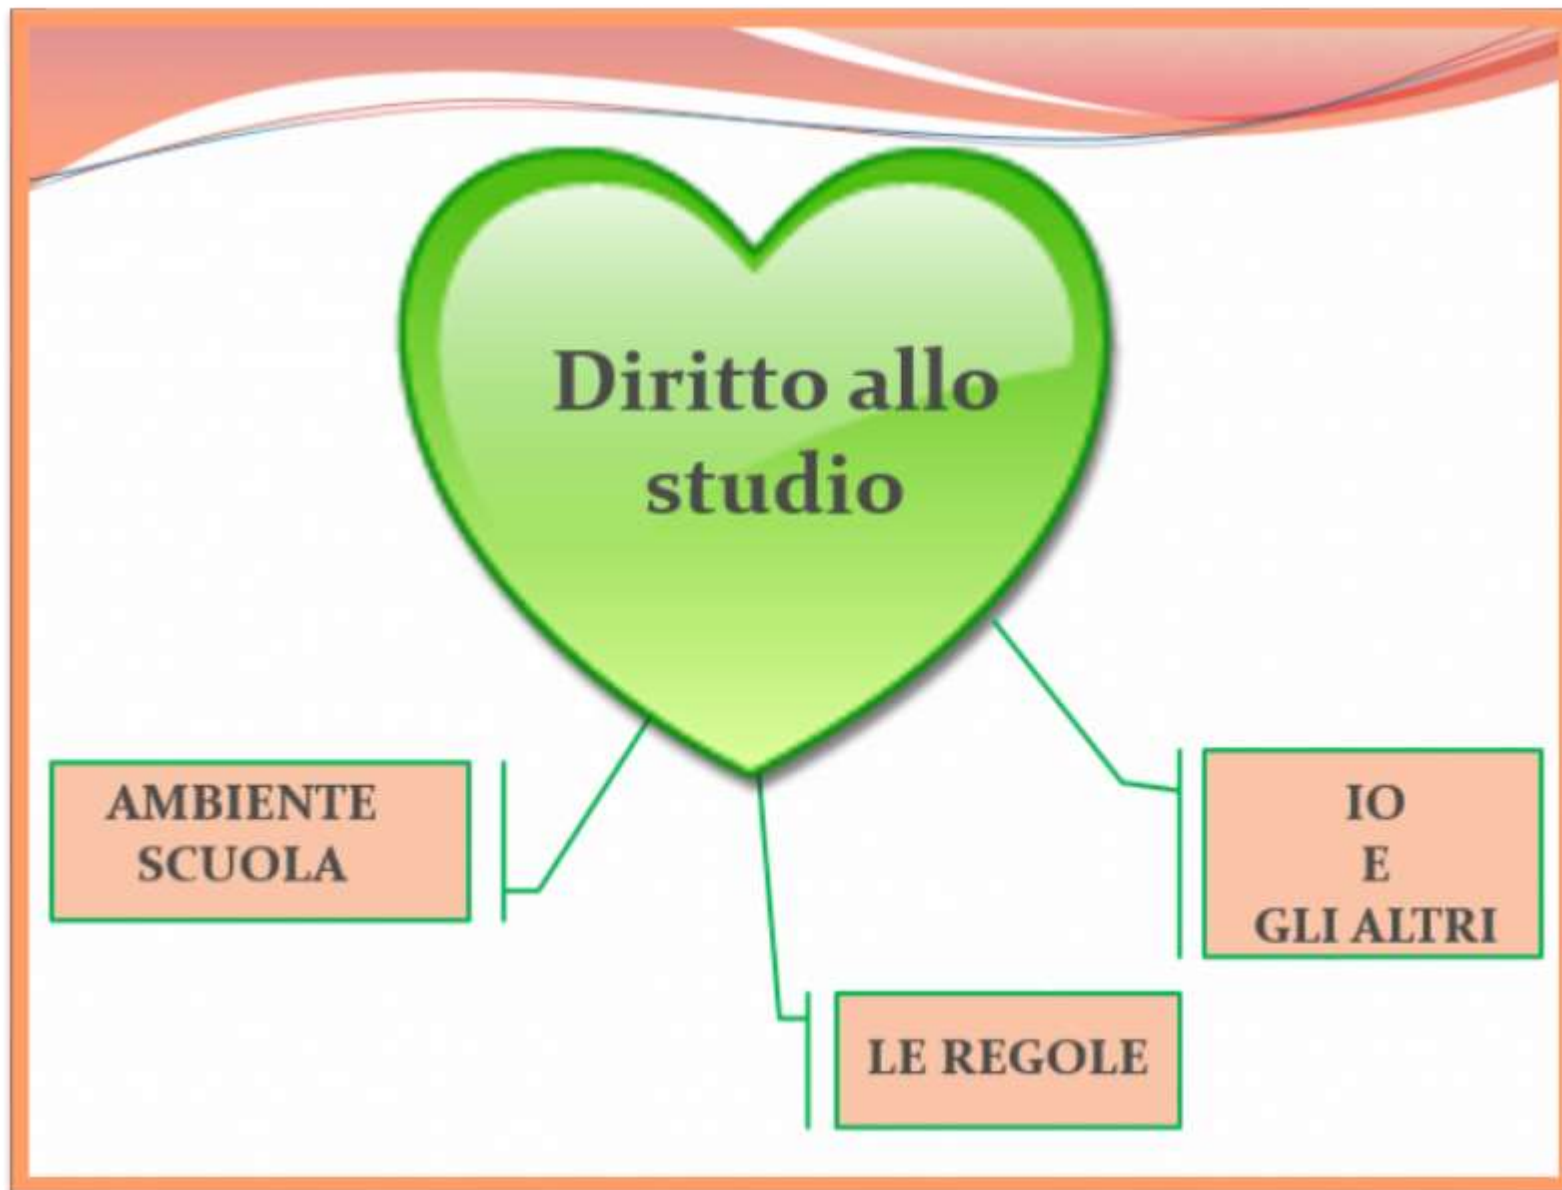 Diritto allo
studio
AMBIENTE
SCUOLA
IO
E
GLI ALTRI
LE REGOLE